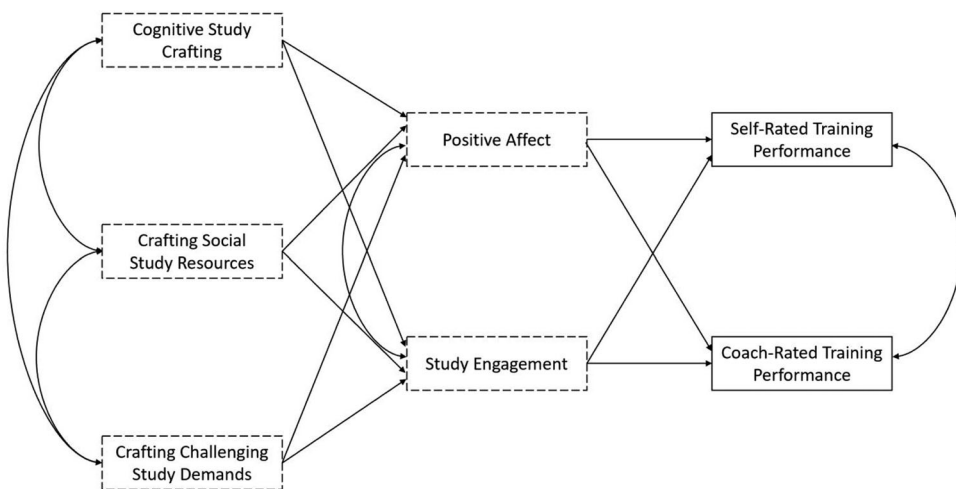 Cognitive Study
Crafting
Crafting Social
Study Resources
Crafting Challenging
Study Demands
Positive Affect
Study Engagement
Self-Rated Training
Performance
Coach-Rated Training
Performance